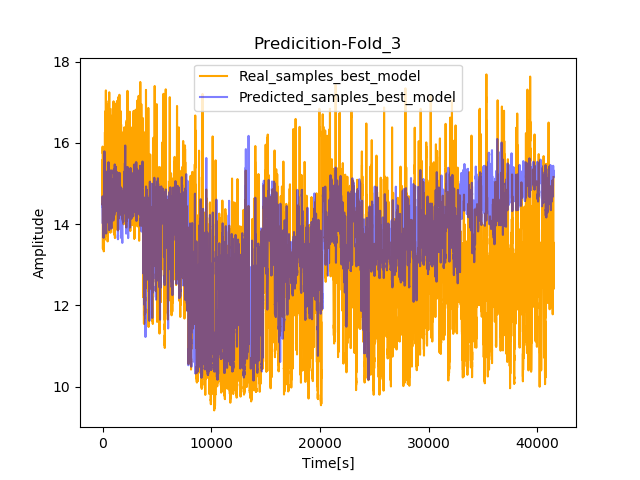 Predicition-Fold_3
Real_samples_best_model
Predicted_samples_best_model
Amplitude
18
16
14
12
10
0 10000 20000 30000 40000
Time[s]